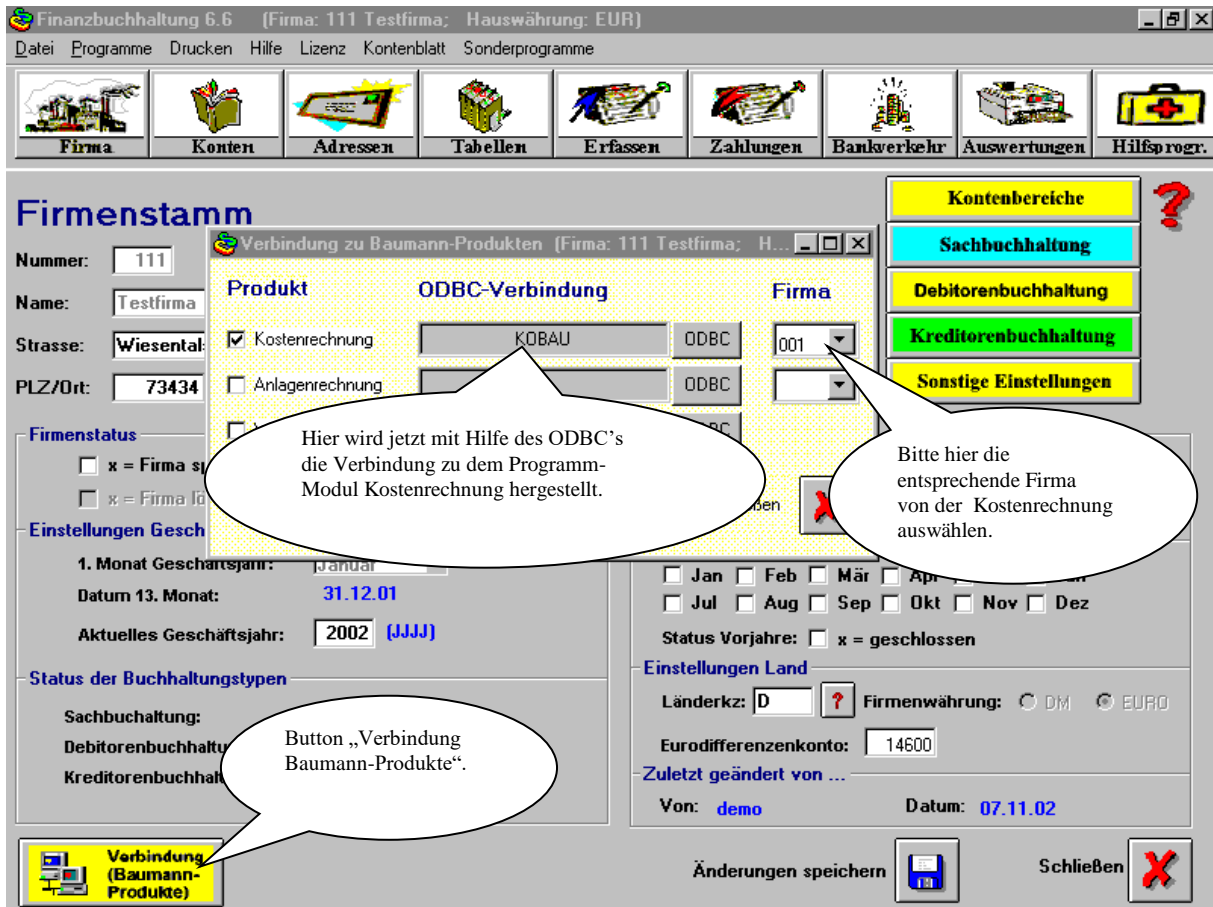 Finanzbuchhaltung 6.6 (Firma: 111 Testfirma; Hauswährung: EUR)
Datei Programme Drucken Hilfe Lizenz Kontenblatt Sonderprogramme
Firma Konten Adressen Tabellen Erfassen Zahlungen Bankverkehr Auswertungen Hilfsprogr.
Firmenstamm
Nummer: 111
Name: Testfirma
Strasse:
PLZ/Ort: 73434
Kontenbereiche
Sachbuchhaltung
Debitorenbuchhaltung
Kreditorenbuchhaltung
Sonstige Einstellungen
Verbindung zu Baumann-Produkten (Firma: 111 Testfirma; H...
Produkt ODBC-Verbindung Firma
Kostenrechnung KOBAU ODBC 001
Anlagenrechnung ODBC
Hier wird jetzt mit Hilfe des ODBC's
die Verbindung zu dem Programm-
Modul Kostenrechnung hergestellt.
Bitte hier die
entsprechende Firma
von der Kostenrechnung
auswählen.
Firmenstatus
x = Firma
x = Firma
Einstellungen
1. Monat Geschäftsjahr: Januar
Datum 13. Monat: 31.12.01
Aktuelles Geschäftsjahr: 2002 (JJJJ)
Jan Feb Mär Apr
Jul Aug Sep Okt Nov Dez
Status Vorjahre: x = geschlossen
Einstellungen Land
Länderkz: D ? Firmenwährung: DM EURO
Eurodifferenzenkonto: 14600
Zuletzt geändert von ...
Von: demo Datum: 07.11.02
Status der Buchhaltungstypen
Sachbuchaltung:
Button „Verbindung
Baumann-Produkte“.
Verbindung
(Baumann-
Produkte)
Änderungen speichern
Schließen